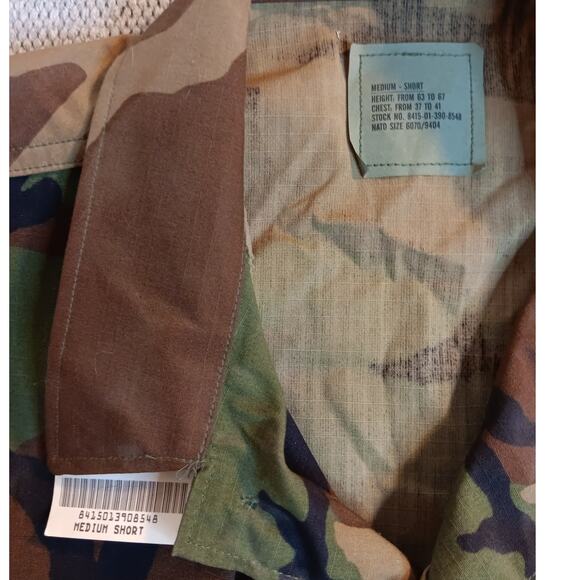 MEDIUM - SHORT
HEIGHT: FROM 63 TO 67
CHEST: FROM 37 TO 41
STOCK NO. 8415-01-390-8548
NATO SIZE 6070/9404
8415013908548
MEDIUM SHORT